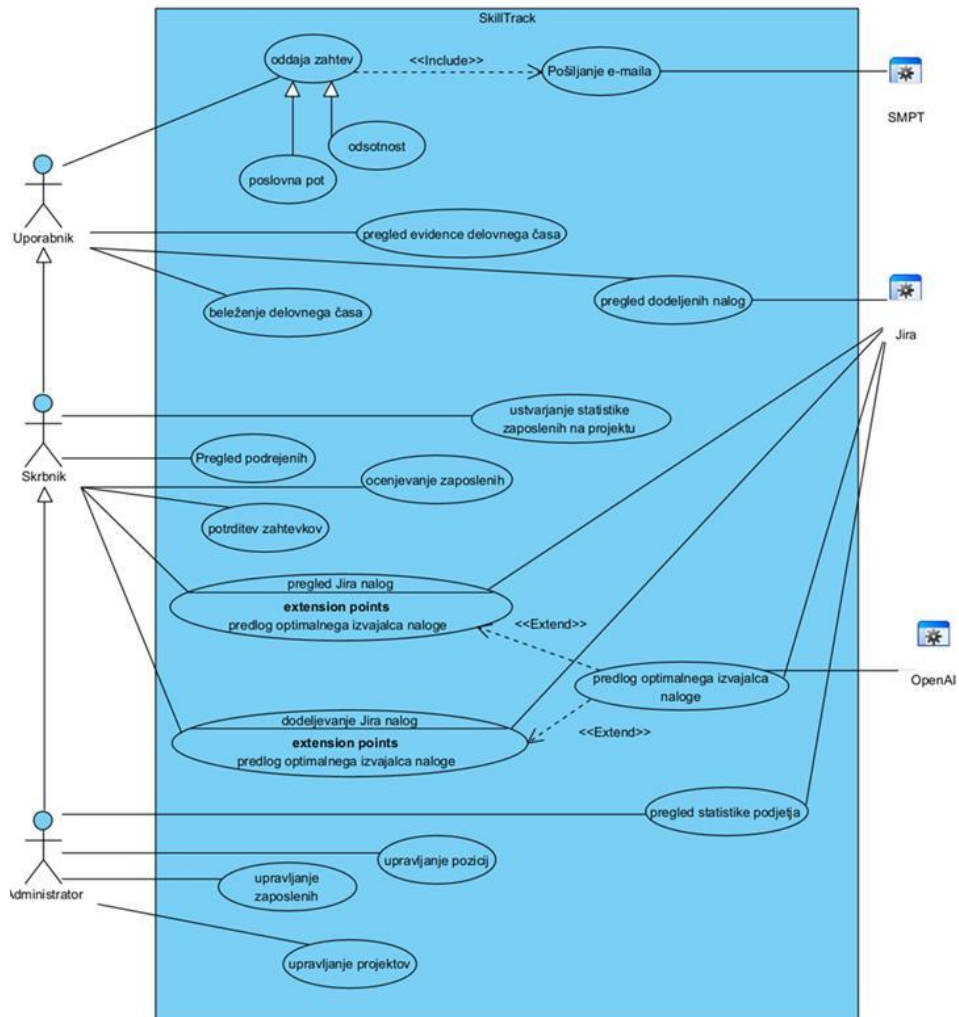 SkillTrack
oddaja zahtev
<<Include>>
Pošiljanje e-maila
SMPT
odsotnost
poslovna pot
Uporabnik
pregled evidence delovnega časa
beleženje delovnega časa
pregled dodeljenih nalog
Jira
ustvarjanje statistike
zaposlenih na projektu
Skrbnik
Pregled podrejenih
ocenjevanje zaposlenih
potrditev zahtevkov
pregled Jira nalog
extension points
predlog optimalnega izvajalca naloge
<<Extend>>
predlog optimalnega izvajalca
naloge
OpenAI
dodeljevanje Jira nalog
extension points
predlog optimalnega izvajalca naloge
<<Extend>>
pregled statistike podjetja
Administrator
upravljanje pozicij
upravljanje
zaposlenih
upravljanje projektov